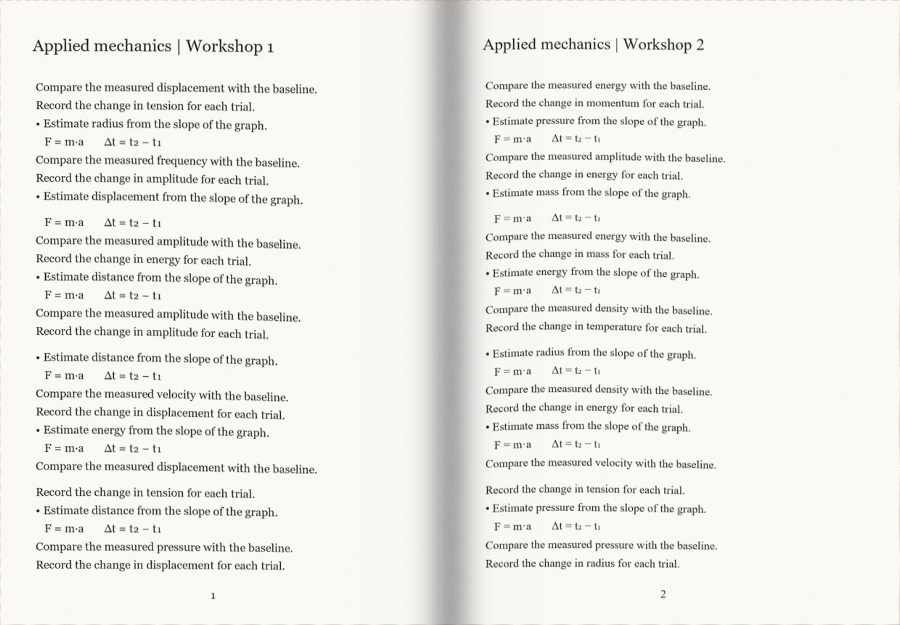 Applied mechanics | Workshop 1
Compare the measured displacement with the baseline.
Record the change in tension for each trial.
• Estimate radius from the slope of the graph.
F = m·a Δt = t₂ − t₁
Compare the measured frequency with the baseline.
Record the change in amplitude for each trial.
• Estimate displacement from the slope of the graph.
F = m·a Δt = t₂ − t₁
Compare the measured amplitude with the baseline.
Record the change in energy for each trial.
• Estimate distance from the slope of the graph.
F = m·a Δt = t₂ − t₁
Compare the measured amplitude with the baseline.
Record the change in amplitude for each trial.
• Estimate distance from the slope of the graph.
F = m·a Δt = t₂ − t₁
Compare the measured velocity with the baseline.
Record the change in displacement for each trial.
• Estimate energy from the slope of the graph.
F = m·a Δt = t₂ − t₁
Compare the measured displacement with the baseline.
Record the change in tension for each trial.
• Estimate distance from the slope of the graph.
F = m·a Δt = t₂ − t₁
Compare the measured pressure with the baseline.
Record the change in displacement for each trial.
1
Applied mechanics | Workshop 2
Compare the measured energy with the baseline.
Record the change in momentum for each trial.
• Estimate pressure from the slope of the graph.
F = m·a Δt = t₂ − t₁
Compare the measured amplitude with the baseline.
Record the change in energy for each trial.
• Estimate mass from the slope of the graph.
F = m·a Δt = t₂ − t₁
Compare the measured energy with the baseline.
Record the change in mass for each trial.
• Estimate energy from the slope of the graph.
F = m·a Δt = t₂ − t₁
Compare the measured density with the baseline.
Record the change in temperature for each trial.
• Estimate radius from the slope of the graph.
F = m·a Δt = t₂ − t₁
Compare the measured density with the baseline.
Record the change in energy for each trial.
• Estimate mass from the slope of the graph.
F = m·a Δt = t₂ − t₁
Compare the measured velocity with the baseline.
Record the change in tension for each trial.
• Estimate pressure from the slope of the graph.
F = m·a Δt = t₂ − t₁
Compare the measured pressure with the baseline.
Record the change in radius for each trial.
2